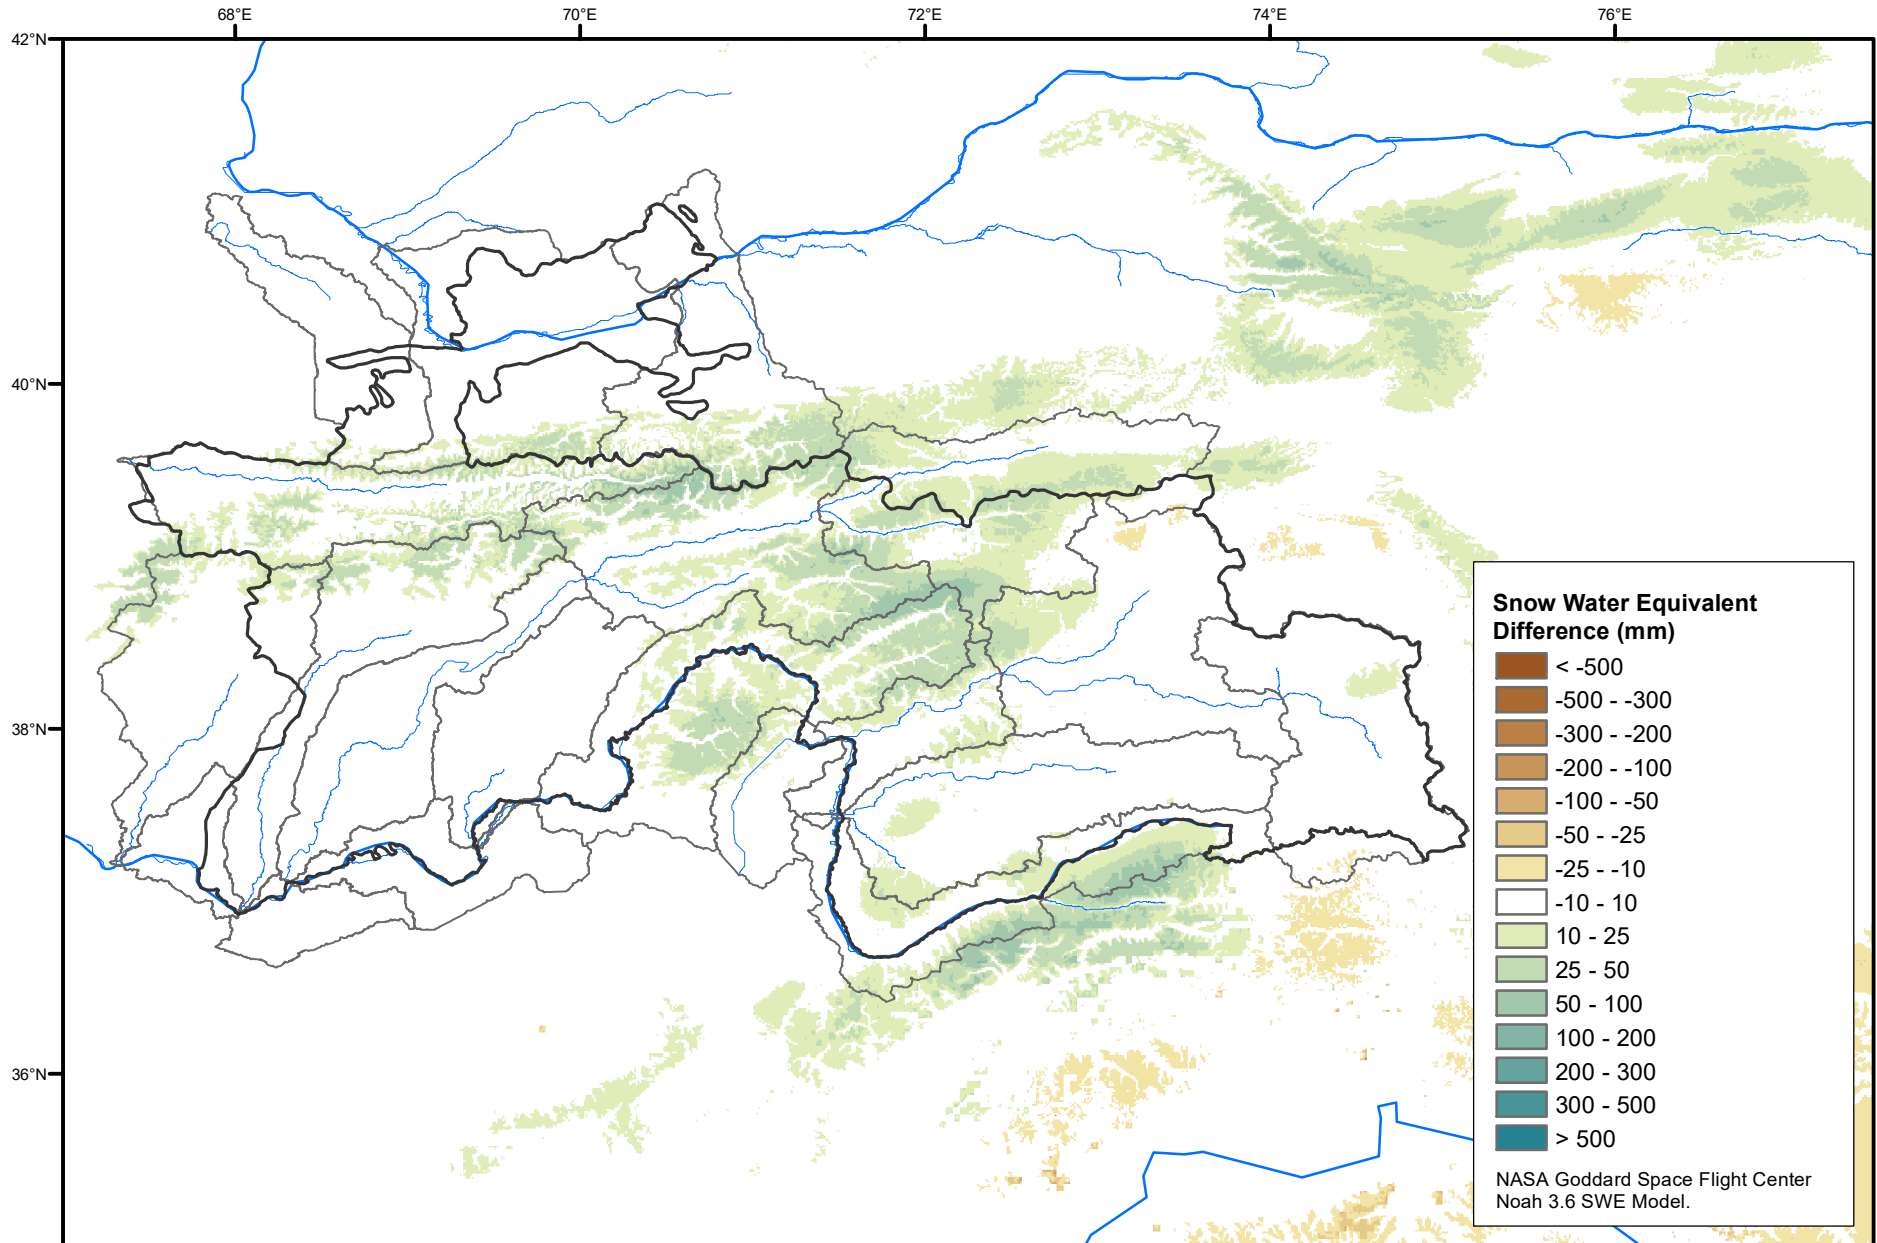 68°E
70°E
72°E
74°E
76°E
42°N
40°N
38°N
36°N
Snow Water Equivalent
Difference (mm)
< -500
-500 - -300
-300 - -200
-200 - -100
-100 - -50
-50 - -25
-25 - -10
-10 - 10
10 - 25
25 - 50
50 - 100
100 - 200
200 - 300
300 - 500
> 500
NASA Goddard Space Flight Center
Noah 3.6 SWE Model.